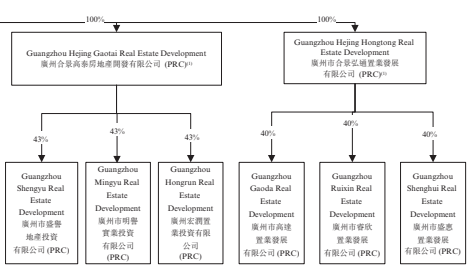 100%
100%
Guangzhou Hejing Gaotai Real Estate Development
廣州合景高泰房地產開發有限公司 (PRC)⁽¹⁾
Guangzhou Hejing Hongtong Real
Estate Development
廣州市合景弘通置業發展
有限公司 (PRC)⁽¹⁾
43%
43%
43%
40%
40%
40%
Guangzhou
Shengyu Real
Estate
Development
廣州市盛譽
地產投資
有限公司 (PRC)
Guangzhou
Mingyu Real
Estate
Development
廣州市明譽
實業投資
有限公司
(PRC)
Guangzhou
Hongrun Real
Estate
Development
廣州宏潤置
業投資有限
公司
(PRC)
Guangzhou
Gaoda Real
Estate
Development
廣州市高達
置業發展
有限公司 (PRC)
Guangzhou
Ruixin Real
Estate
Development
廣州市睿欣
置業發展
有限公司 (PRC)
Guangzhou
Shenghui Real
Estate
Development
廣州市盛惠
置業發展
有限公司 (PRC)